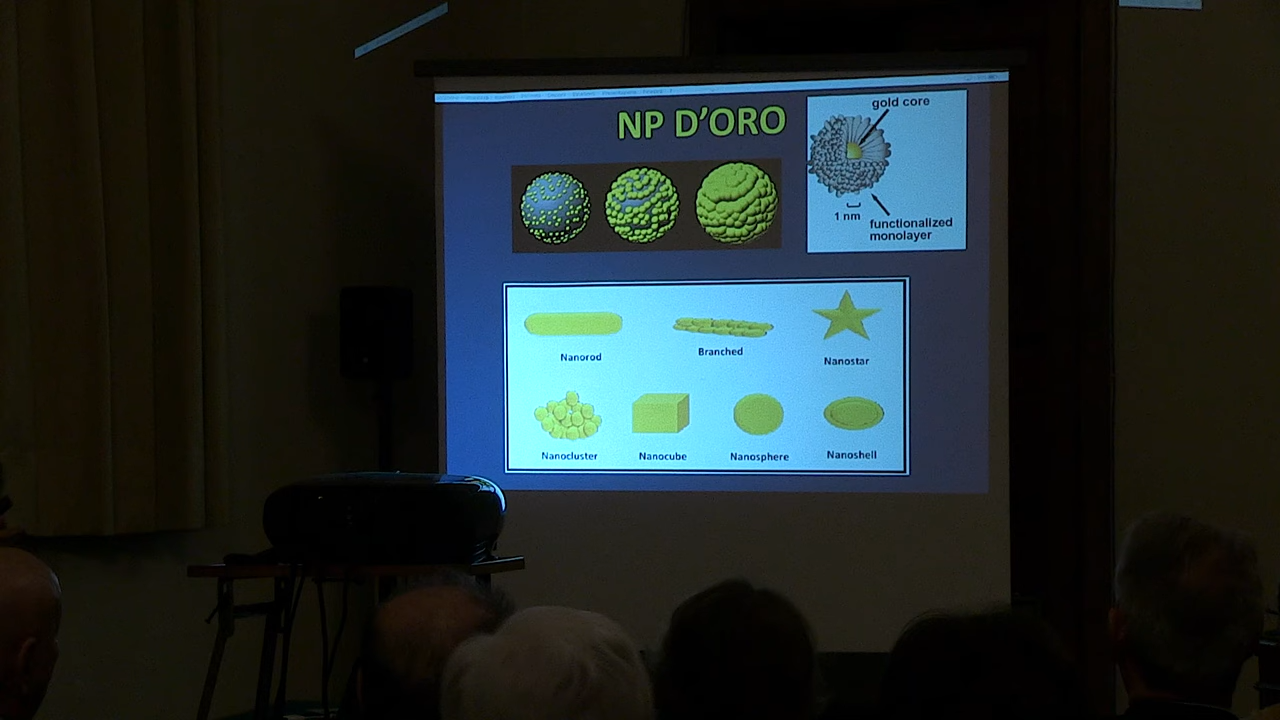 NP D'ORO
gold core
1 nm
functionalized
monolayer
Nanorod
Branched
Nanostar
Nanocluster
Nanocube
Nanosphere
Nanoshell